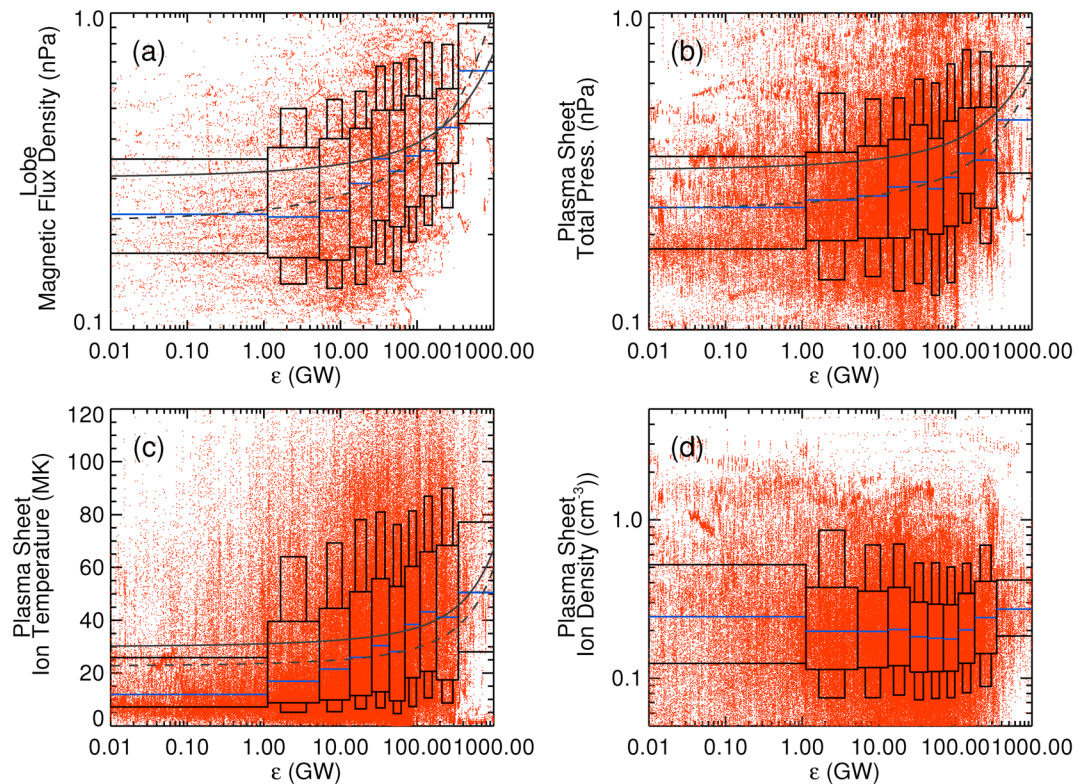 (a)
Lobe
Magnetic Flux Density (nPa)
1.0
0.1
0.01 0.10 1.00 10.00 100.001000.00
ε (GW)
(b)
Plasma Sheet
Total Press. (nPa)
1.0
0.1
0.01 0.10 1.00 10.00 100.001000.00
ε (GW)
(c)
Plasma Sheet
Ion Temperature (MK)
120
100
80
60
40
20
0
0.01 0.10 1.00 10.00 100.001000.00
ε (GW)
(d)
Plasma Sheet
Ion Density (cm⁻³))
1.0
0.1
0.01 0.10 1.00 10.00 100.001000.00
ε (GW)